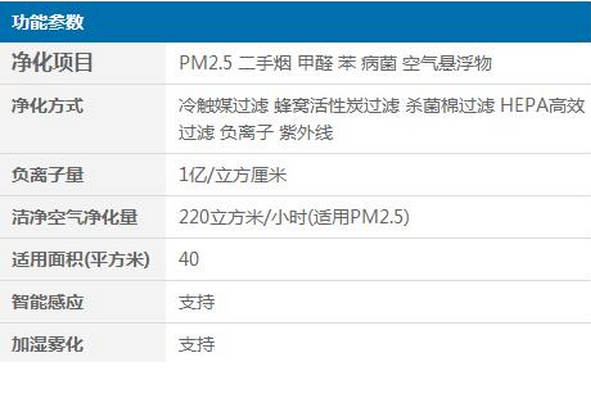 功能参数
净化项目 PM2.5 二手烟 甲醛 苯 病菌 空气悬浮物
净化方式 冷触媒过滤 蜂窝活性炭过滤 杀菌棉过滤 HEPA高效
过滤 负离子 紫外线
负离子量 1亿/立方厘米
洁净空气净化量 220立方米/小时(适用PM2.5)
适用面积(平方米) 40
智能感应 支持
加湿雾化 支持